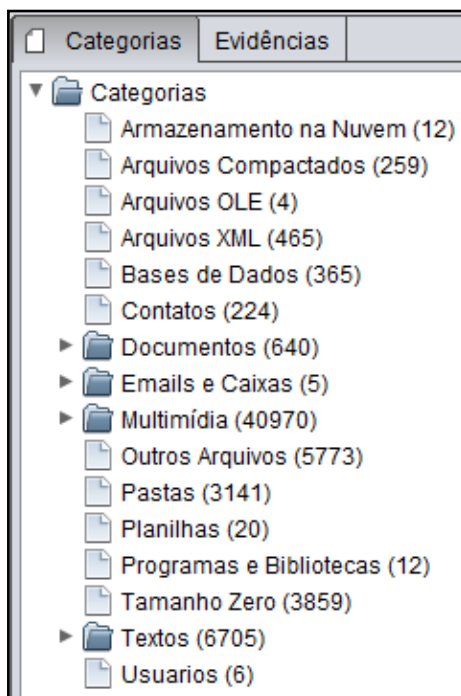 Categorias Evidências
Categorias
Armazenamento na Nuvem (12)
Arquivos Compactados (259)
Arquivos OLE (4)
Arquivos XML (465)
Bases de Dados (365)
Contatos (224)
Documentos (640)
Emails e Caixas (5)
Multimídia (40970)
Outros Arquivos (5773)
Pastas (3141)
Planilhas (20)
Programas e Bibliotecas (12)
Tamanho Zero (3859)
Textos (6705)
Usuarios (6)